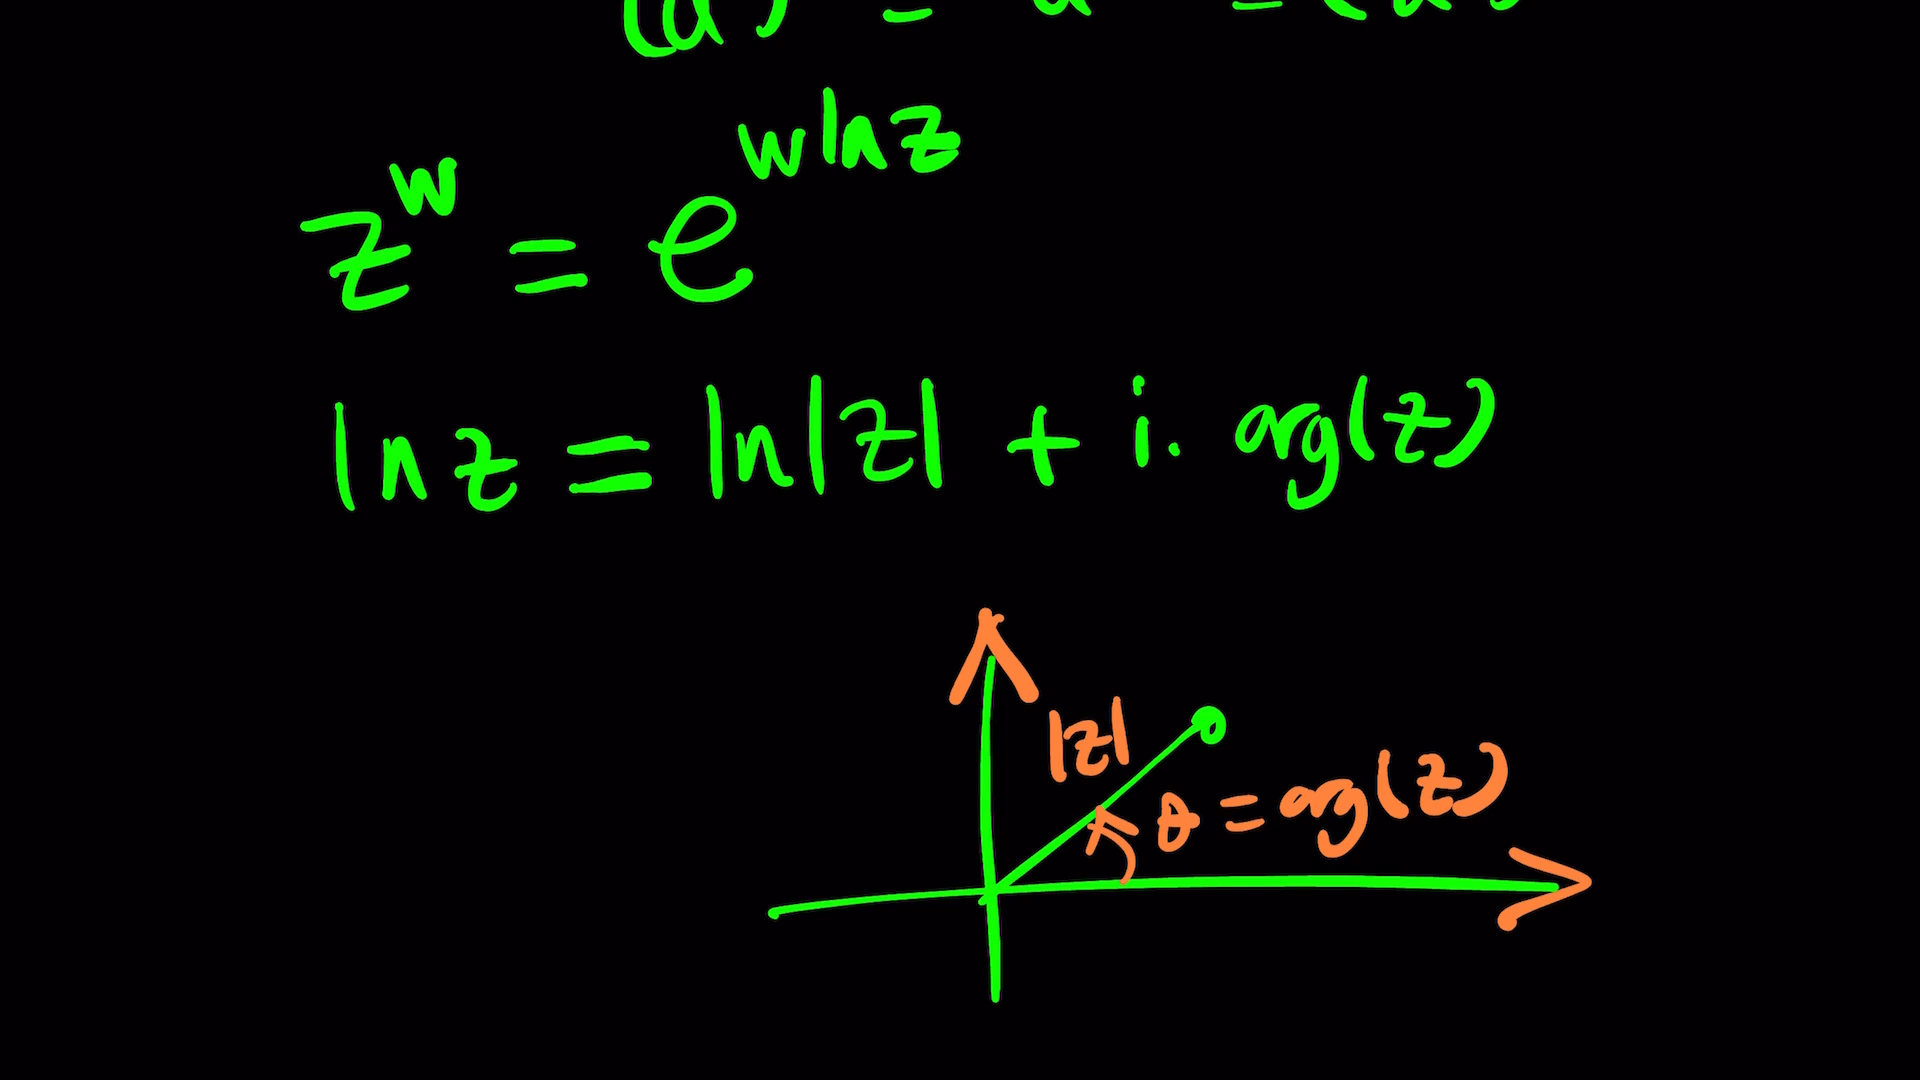 z^w = e^{w ln z}
ln z = ln|z| + i. arg(z)
|z|
θ = arg(z)